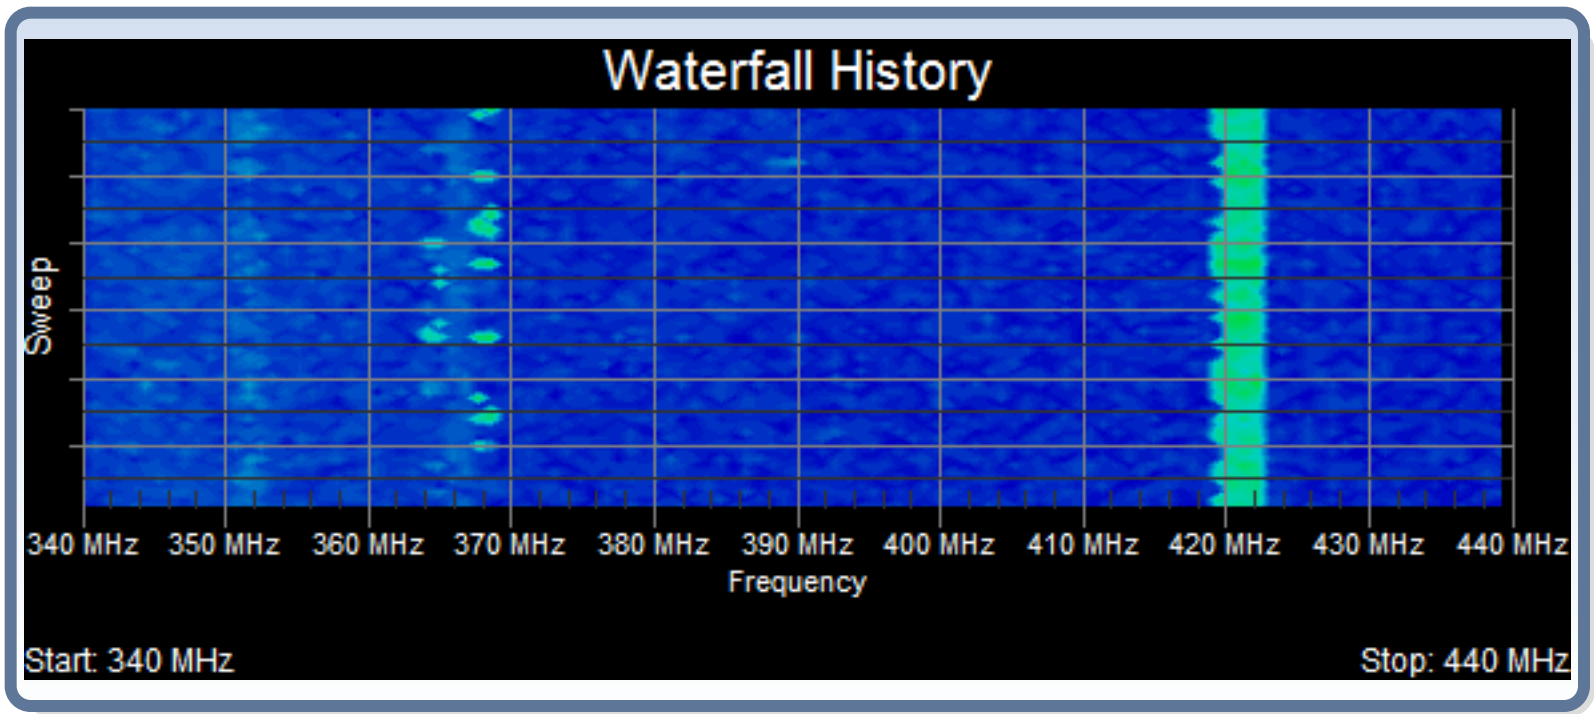 Waterfall History
Sweep
340 MHz 350 MHz 360 MHz 370 MHz 380 MHz 390 MHz 400 MHz 410 MHz 420 MHz 430 MHz 440 MHz
Frequency
Start: 340 MHz Stop: 440 MHz